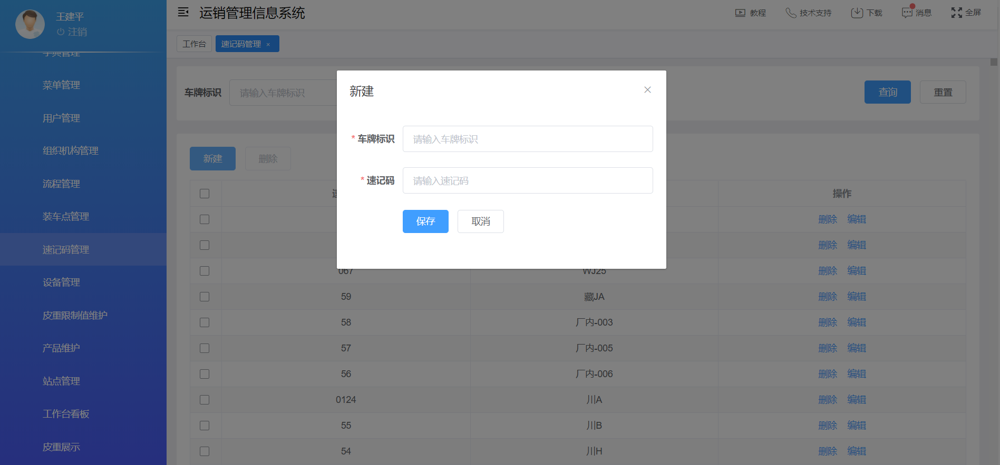 王建平
注销
字典管理
菜单管理
用户管理
组织机构管理
流程管理
装车点管理
速记码管理
设备管理
皮重限制值维护
产品维护
站点管理
工作台看板
皮重展示
运销管理信息系统
教程 技术支持 下载 消息 全屏
工作台 速记码管理 ×
车牌标识 请输入车牌标识 查询 重置
新建 删除
新建
* 车牌标识 请输入车牌标识
* 速记码 请输入速记码
保存 取消
操作
删除 编辑
删除 编辑
067 WJ25 删除 编辑
59 藏JA 删除 编辑
58 厂内-003 删除 编辑
57 厂内-005 删除 编辑
56 厂内-006 删除 编辑
0124 川A 删除 编辑
55 川B 删除 编辑
54 川H 删除 编辑